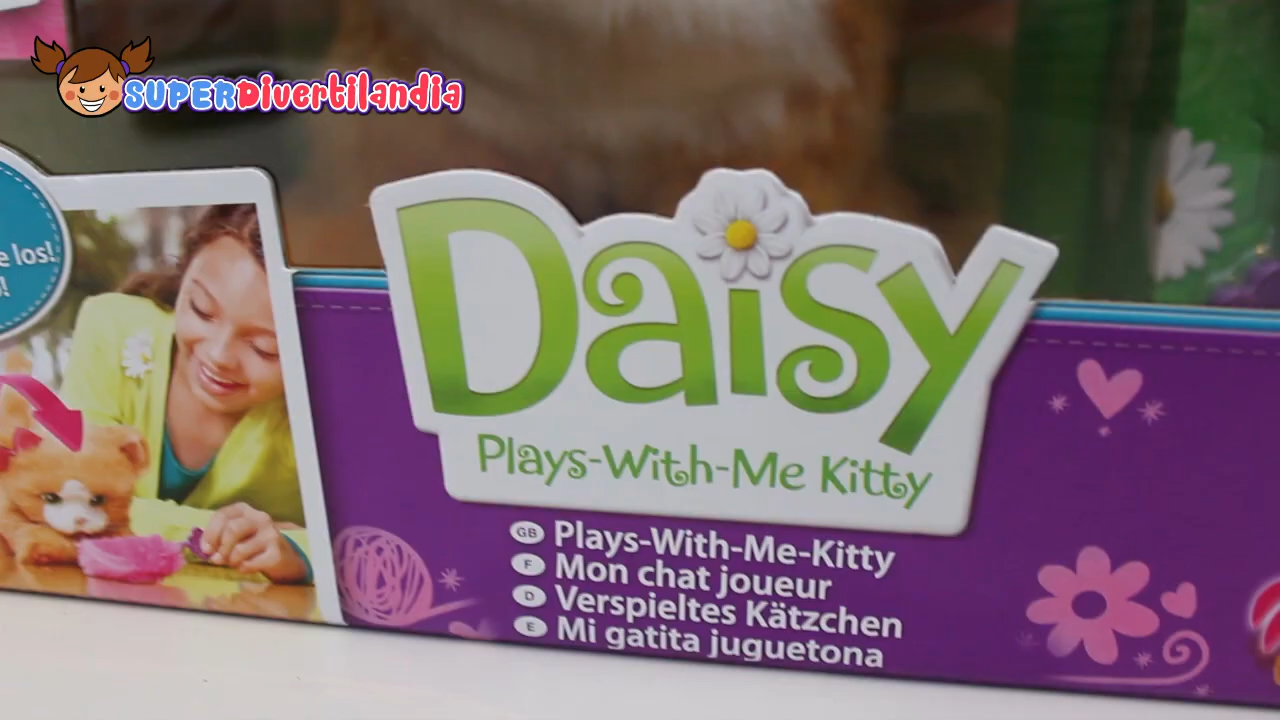 SUPERDivertilandia
e los!
o!
Daisy
Plays-With-Me Kitty
GB Plays-With-Me-Kitty
F Mon chat joueur
D Verspieltes Kätzchen
E Mi gatita juguetona